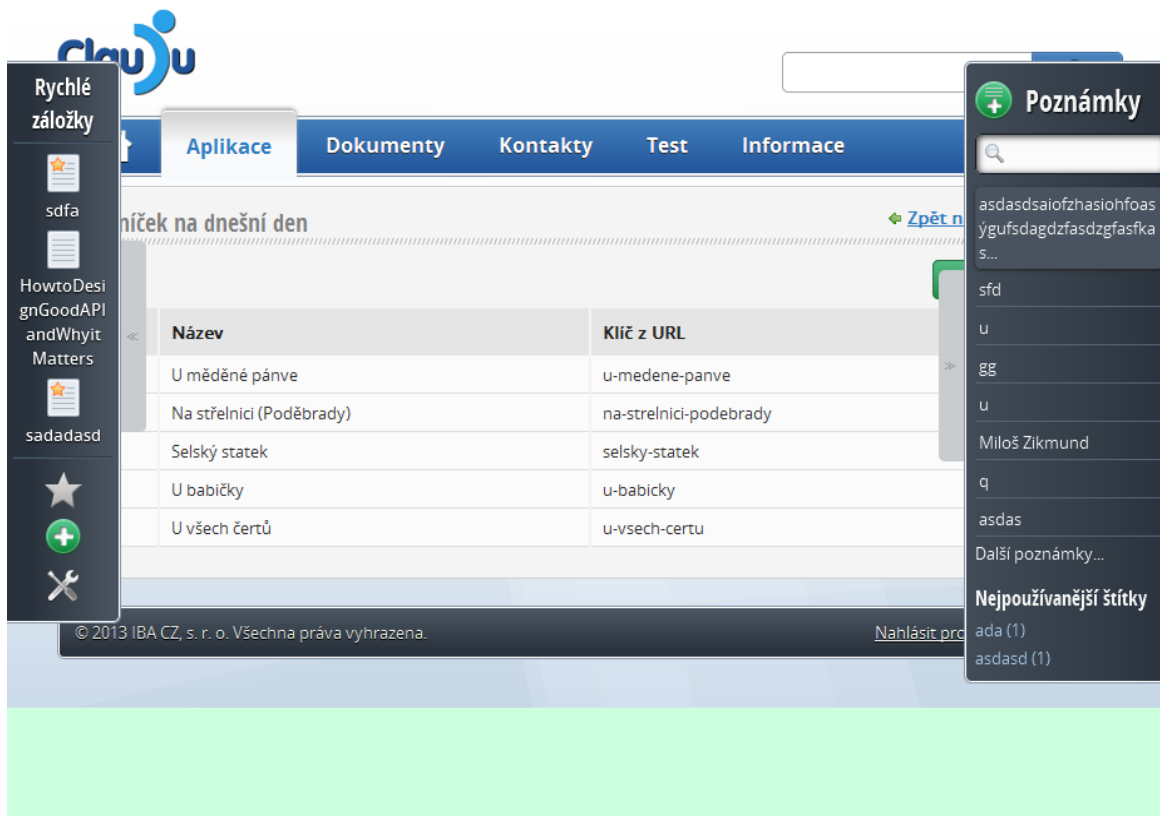 ClauDu
Rychlé
záložky
Poznámky
Aplikace
Dokumenty
Kontakty
Test
Informace
sdfa
HowtoDesi
gnGoodAPI
andWhyit
Matters
sadadasd
níček na dnešní den
Zpět n
Název
Klíč z URL
U měděné pánve
u-medene-panve
Na střelnici (Poděbrady)
na-strelnici-podebrady
Selský statek
selsky-statek
U babičky
u-babicky
U všech čertů
u-vsech-certu
asdasdsaiofzhasiohfoas
ýgufsdagdzfasdzgfasfka
s...
sfd
u
gg
u
Miloš Zikmund
q
asdas
Další poznámky...
Nejpoužívanější štítky
ada (1)
asdasd (1)
© 2013 IBA CZ, s. r. o. Všechna práva vyhrazena.
Nahlásit pro